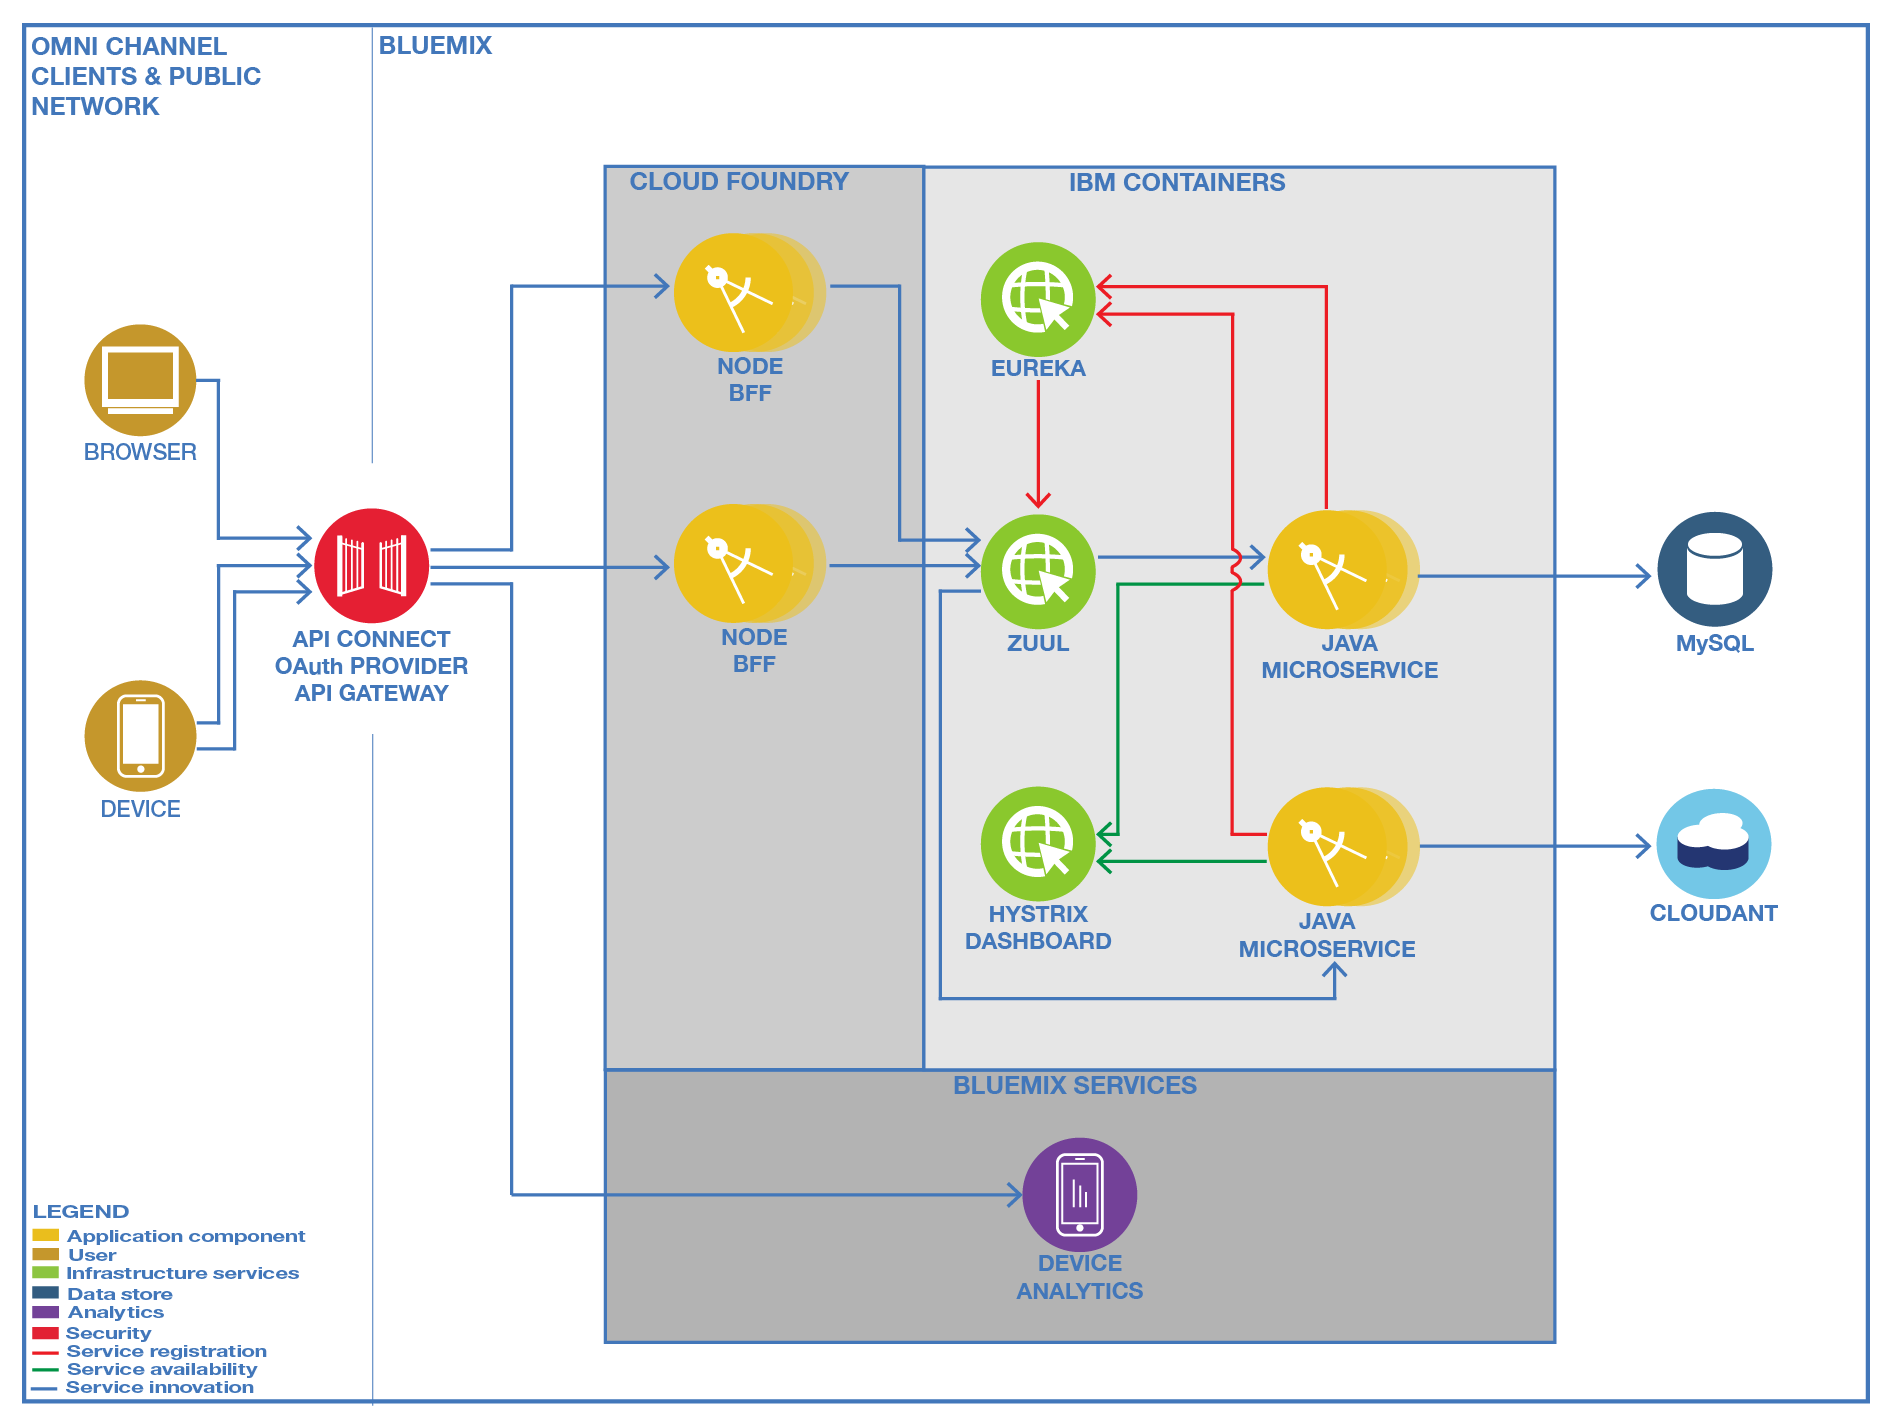 OMNI CHANNEL
CLIENTS & PUBLIC
NETWORK
BLUEMIX
CLOUD FOUNDRY
IBM CONTAINERS
NODE
BFF
EUREKA
BROWSER
NODE
BFF
ZUUL
JAVA
MICROSERVICE
MySQL
API CONNECT
OAuth PROVIDER
API GATEWAY
DEVICE
HYSTRIX
DASHBOARD
JAVA
MICROSERVICE
CLOUDANT
BLUEMIX SERVICES
DEVICE
ANALYTICS
LEGEND
Application component
User
Infrastructure services
Data store
Analytics
Security
Service registration
Service availability
Service innovation